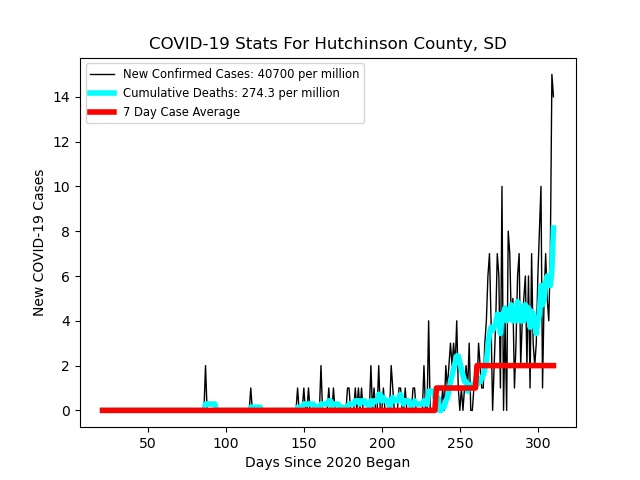 COVID-19 Stats For Hutchinson County, SD
New Confirmed Cases: 40700 per million
Cumulative Deaths: 274.3 per million
7 Day Case Average
14
12
10
8
6
4
2
0
New COVID-19 Cases
50 100 150 200 250 300
Days Since 2020 Began